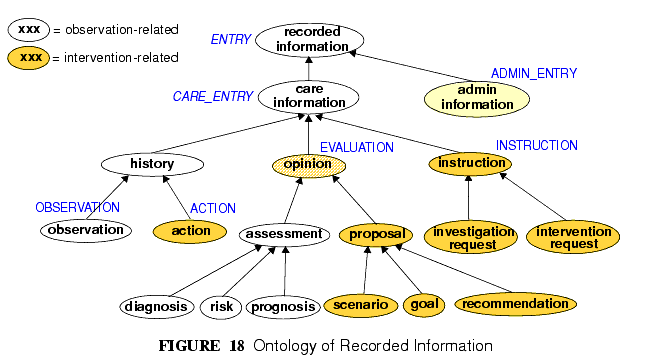 xxx = observation-related
xxx = intervention-related
ENTRY
recorded
information
ADMIN_ENTRY
CARE_ENTRY
care
information
admin
information
EVALUATION
INSTRUCTION
history
opinion
instruction
OBSERVATION
ACTION
observation
action
assessment
proposal
investigation
request
intervention
request
diagnosis
risk
prognosis
scenario
goal
recommendation
FIGURE 18 Ontology of Recorded Information